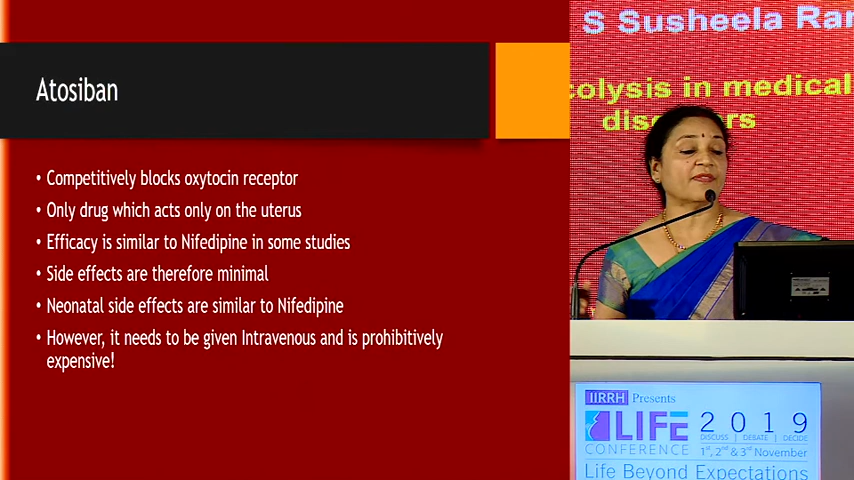 Atosiban
• Competitively blocks oxytocin receptor
• Only drug which acts only on the uterus
• Efficacy is similar to Nifedipine in some studies
• Side effects are therefore minimal
• Neonatal side effects are similar to Nifedipine
• However, it needs to be given Intravenous and is prohibitively
expensive!
S Susheela Ran
colysis in medical
disorders
IIRRH Presents
LIFE
CONFERENCE
2019
DISCUSS | DEBATE | DECIDE
1st, 2nd & 3rd November
Life Beyond Expectations